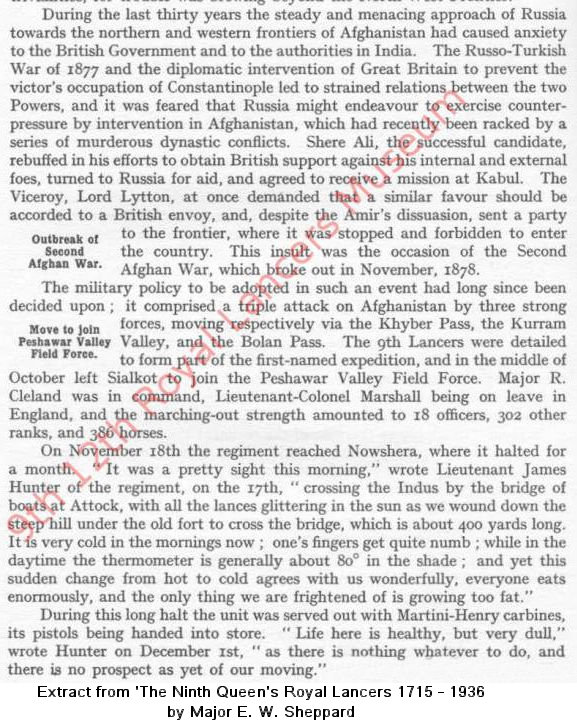 During the last thirty years the steady and menacing approach of Russia
towards the northern and western frontiers of Afghanistan had caused anxiety
to the British Government and to the authorities in India. The Russo-Turkish
War of 1877 and the diplomatic intervention of Great Britain to prevent the
victor's occupation of Constantinople led to strained relations between the two
Powers, and it was feared that Russia might endeavour to exercise counter-
pressure by intervention in Afghanistan, which had recently been racked by a
series of murderous dynastic conflicts. Shere Ali, the successful candidate,
rebuffed in his efforts to obtain British support against his internal and external
foes, turned to Russia for aid, and agreed to receive a mission at Kabul. The
Viceroy, Lord Lytton, at once demanded that a similar favour should be
accorded to a British envoy, and, despite the Amir's dissuasion, sent a party
Outbreak of
Second
Afghan War.
to the frontier, where it was stopped and forbidden to enter
the country. This insult was the occasion of the Second
Afghan War, which broke out in November, 1878.
The military policy to be adopted in such an event had long since been
decided upon ; it comprised a triple attack on Afghanistan by three strong
Move to join
Peshawar Valley
Field Force.
forces, moving respectively via the Khyber Pass, the Kurram
Valley, and the Bolan Pass. The 9th Lancers were detailed
to form part of the first-named expedition, and in the middle of
October left Sialkot to join the Peshawar Valley Field Force. Major R.
Cleland was in command, Lieutenant-Colonel Marshall being on leave in
England, and the marching-out strength amounted to 18 officers, 302 other
ranks, and 386 horses.
On November 18th the regiment reached Nowshera, where it halted for
a month. " It was a pretty sight this morning," wrote Lieutenant James
Hunter of the regiment, on the 17th, " crossing the Indus by the bridge of
boats at Attock, with all the lances glittering in the sun as we wound down the
steep hill under the old fort to cross the bridge, which is about 400 yards long.
It is very cold in the mornings now ; one's fingers get quite numb ; while in the
daytime the thermometer is generally about 80° in the shade ; and yet this
sudden change from hot to cold agrees with us wonderfully, everyone eats
enormously, and the only thing we are frightened of is growing too fat."
During this long halt the unit was served out with Martini-Henry carbines,
its pistols being handed into store. " Life here is healthy, but very dull,"
wrote Hunter on December 1st, " as there is nothing whatever to do, and
there is no prospect as yet of our moving."
Extract from 'The Ninth Queen's Royal Lancers 1715 - 1936
by Major E. W. Sheppard
9th 12th Royal Lancers Museum